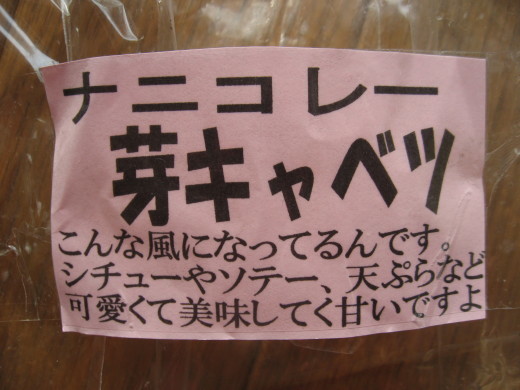 ナニコレー
芽キャベツ
こんな風になってるんです。
シチューやソテー、天ぷらなど
可愛くて美味してく甘いですよ